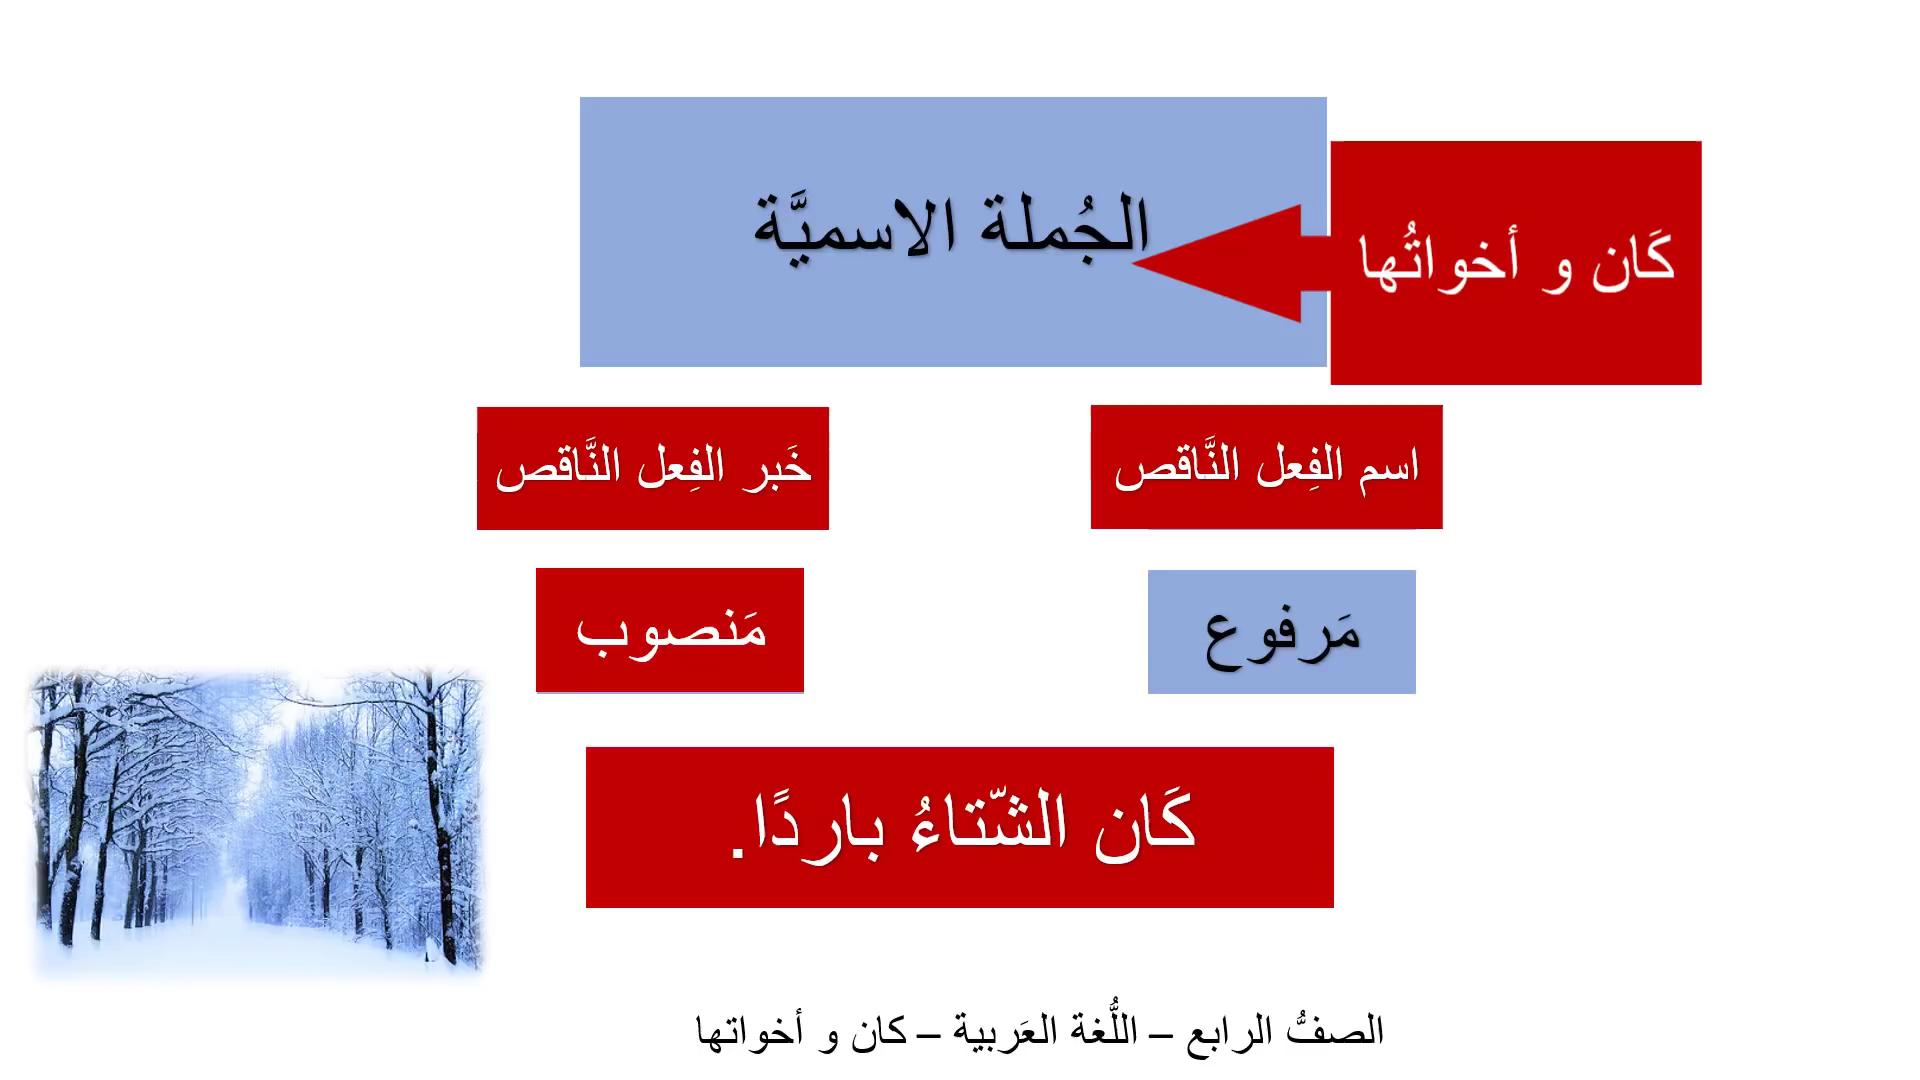 الجُملة الاسميَّة
كَان و أخواتُها
اسم الفِعل النَّاقص
خَبر الفِعل النَّاقص
مَرفوع
مَنصوب
كَان الشّتاءُ باردًا.
الصفُّ الرابع – اللُّغة العَربية – كان و أخواتها